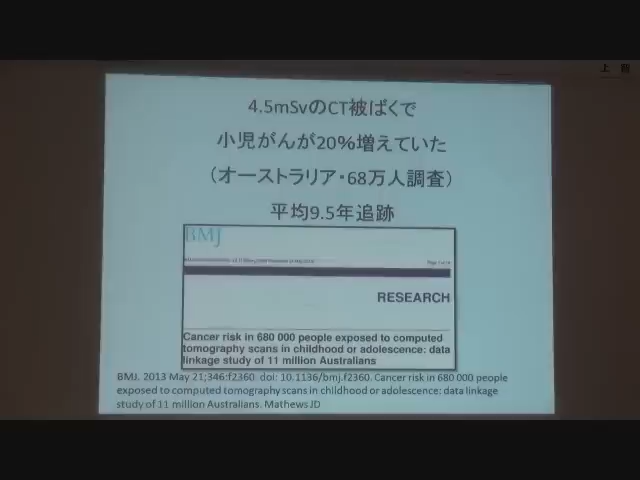 4.5mSvのCT被ばくで
小児がんが20%増えていた
（オーストラリア・68万人調査）
平均9.5年追跡
BMJ
RESEARCH
Cancer risk in 680 000 people exposed to computed
tomography scans in childhood or adolescence: data
linkage study of 11 million Australians
BMJ. 2013 May 21;346:f2360. doi: 10.1136/bmj.f2360. Cancer risk in 680 000 people
exposed to computed tomography scans in childhood or adolescence: data linkage
study of 11 million Australians. Mathews JD